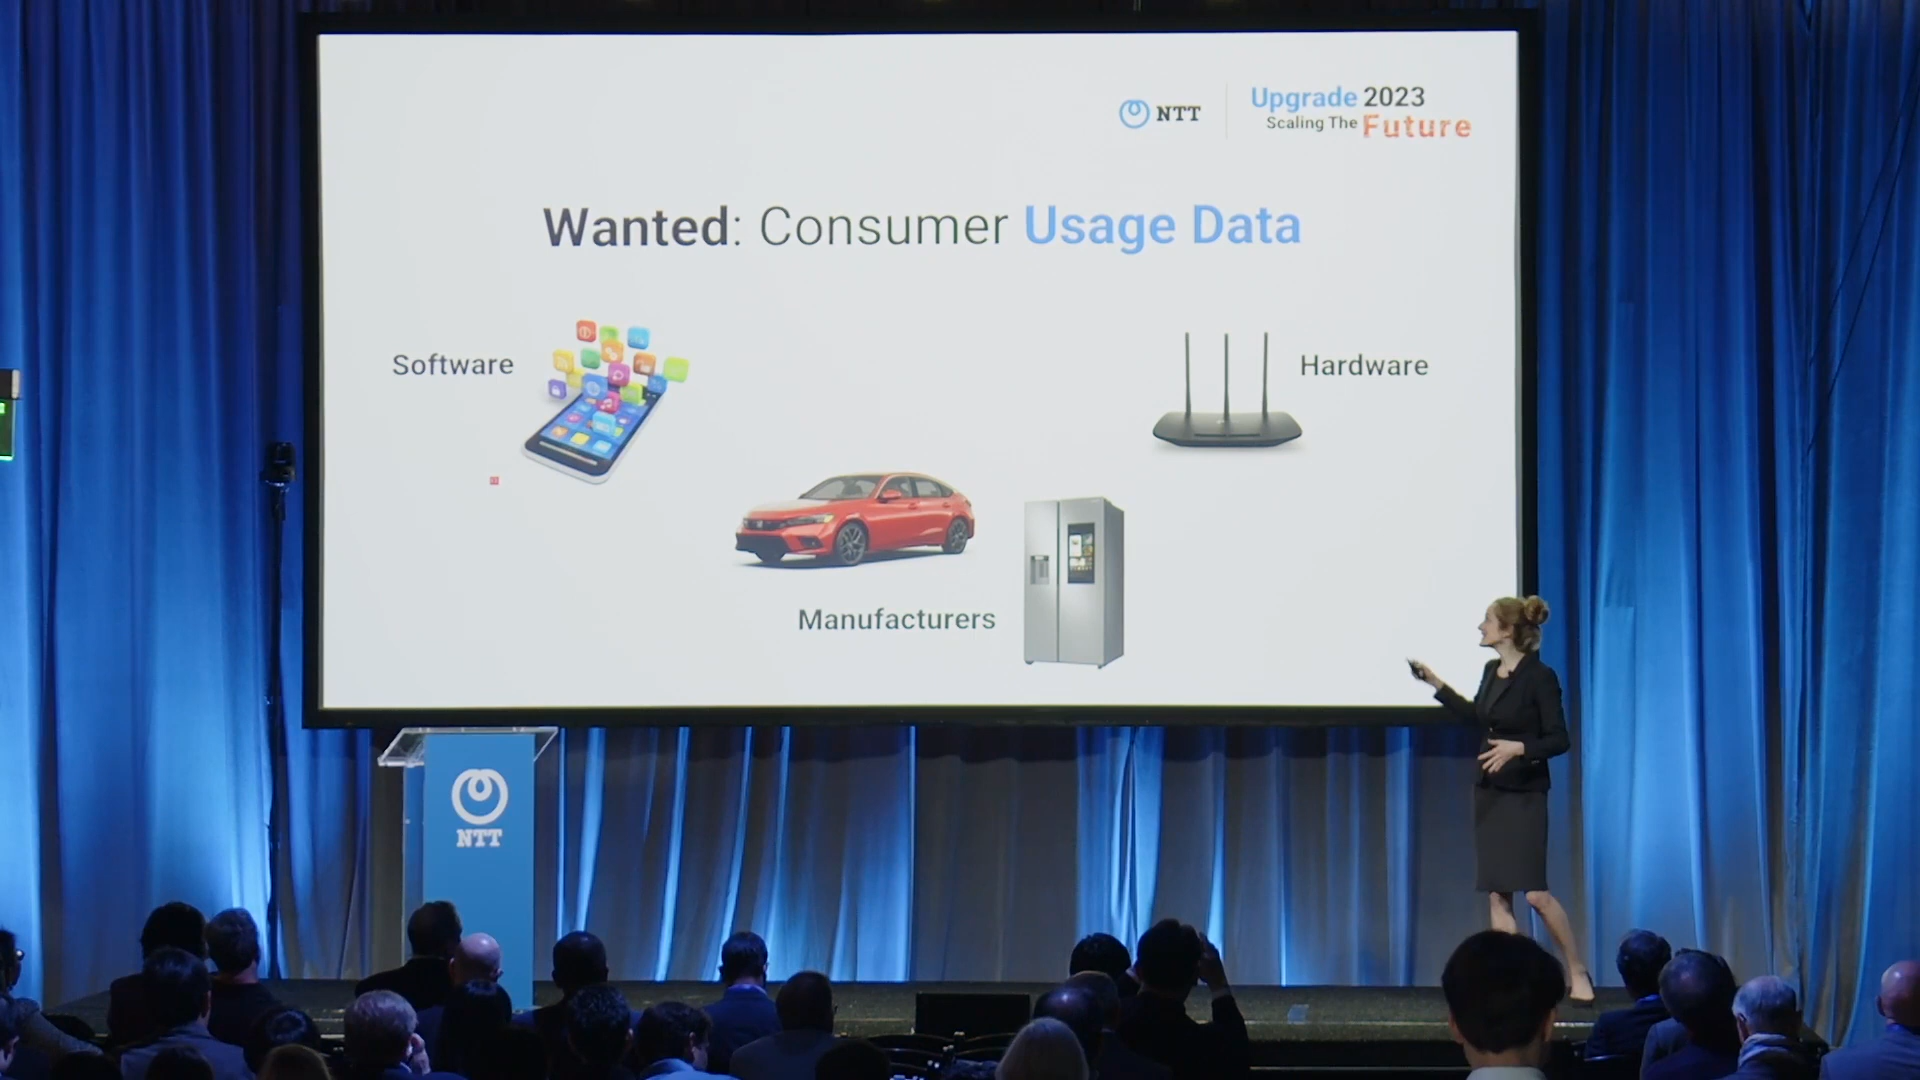 NTT
Upgrade 2023
Scaling The Future
Wanted: Consumer Usage Data
Software
Hardware
Manufacturers
NTT